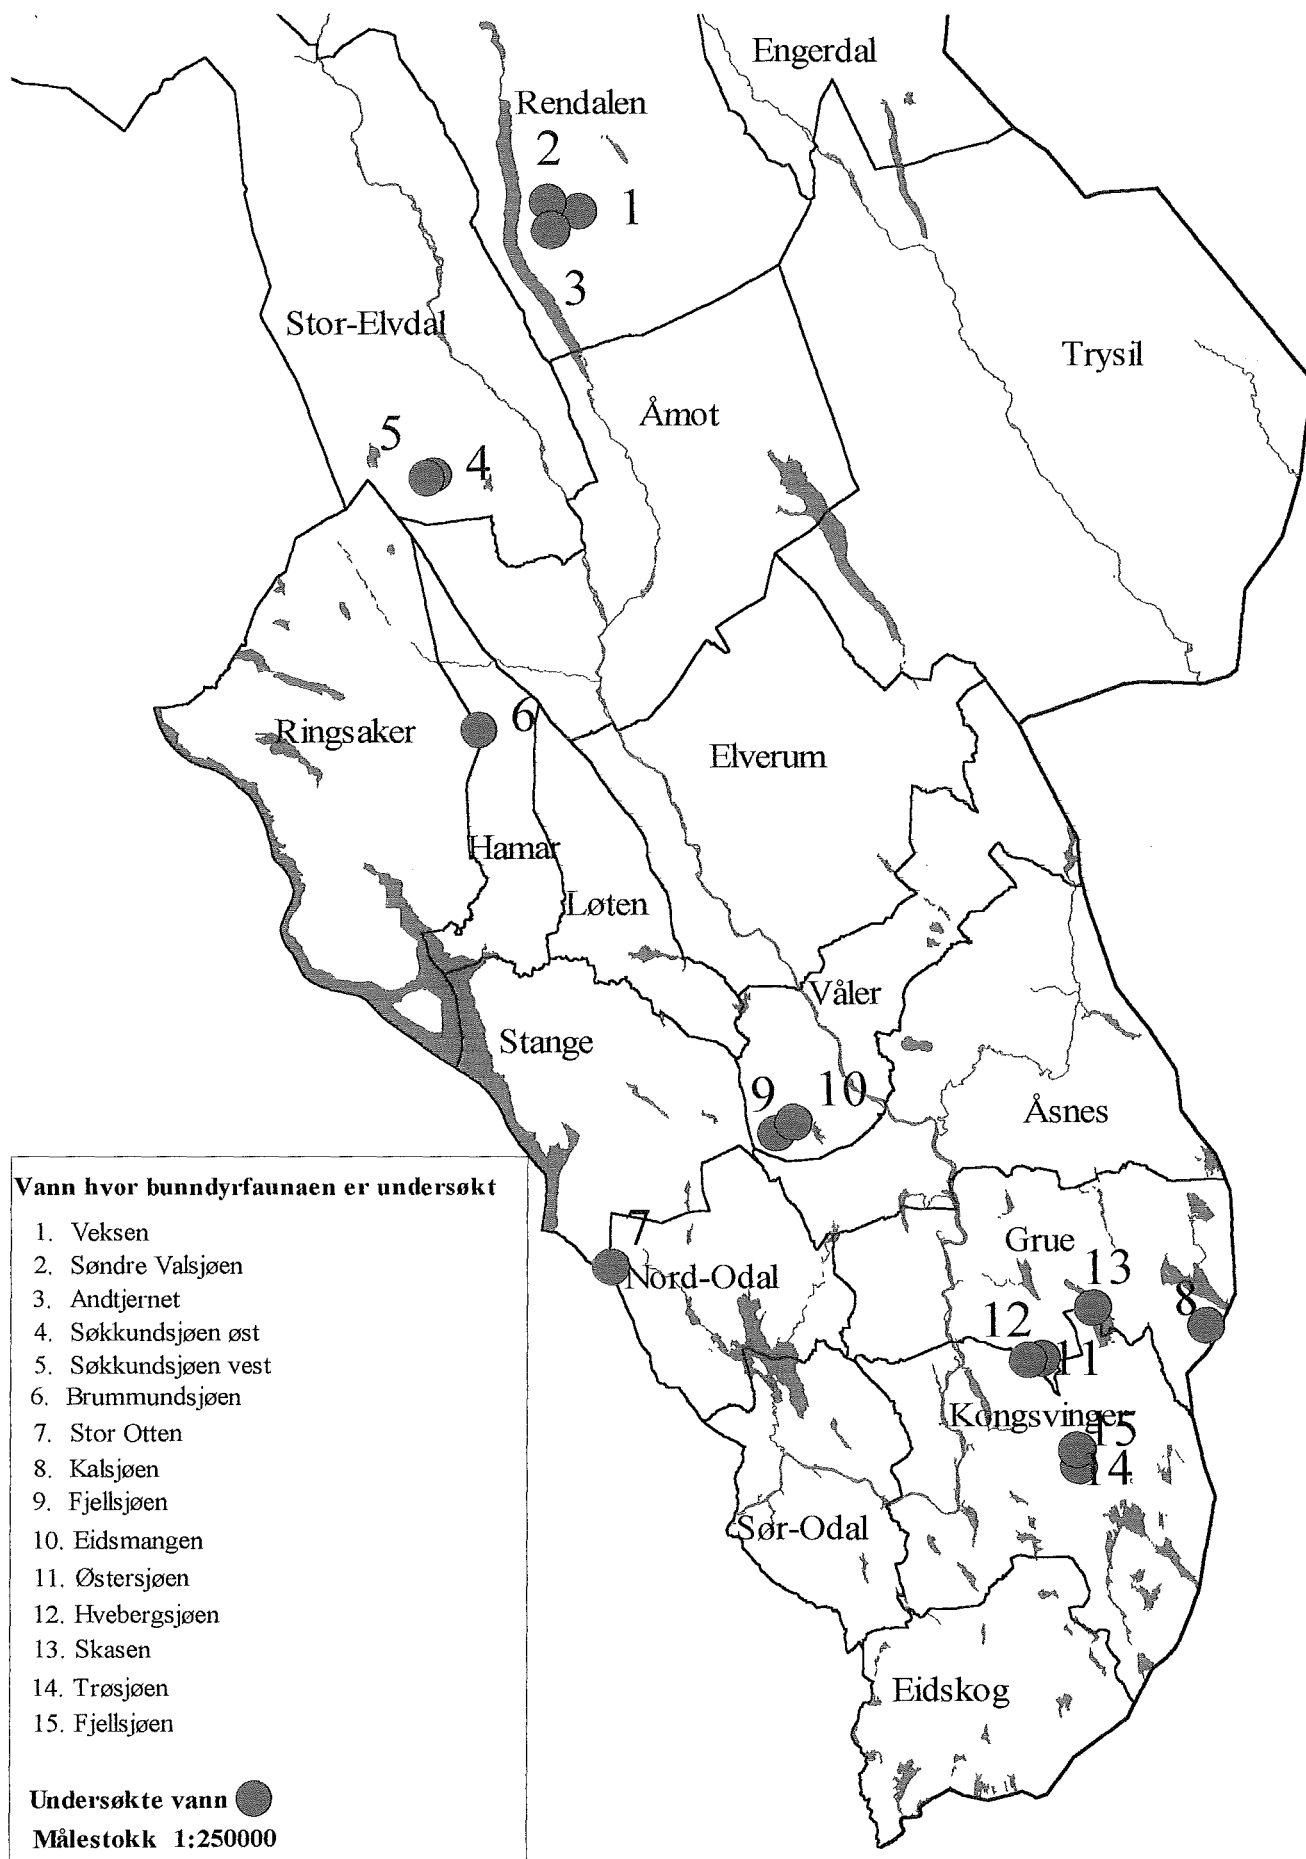 Engerdal
Rendalen
2
1
3
Stor-Elvdal
Trysil
Åmot
5
4
6
Ringsaker
Elverum
Hamar
Løten
Våler
Stange
9
10
Åsnes
7
Grue
Nord-Odal
13
8
12
11
Kongsvinger
15
14
Sør-Odal
Eidskog
Vann hvor bunndyrfaunaen er undersøkt
1. Veksen
2. Søndre Valsjøen
3. Andtjernet
4. Søkkundsjøen øst
5. Søkkundsjøen vest
6. Brummundsjøen
7. Stor Otten
8. Kalsjøen
9. Fjellsjøen
10. Eidsmangen
11. Østersjøen
12. Hvebergsjøen
13. Skasen
14. Trøsjøen
15. Fjellsjøen
Undersøkte vann
Målestokk 1:250000